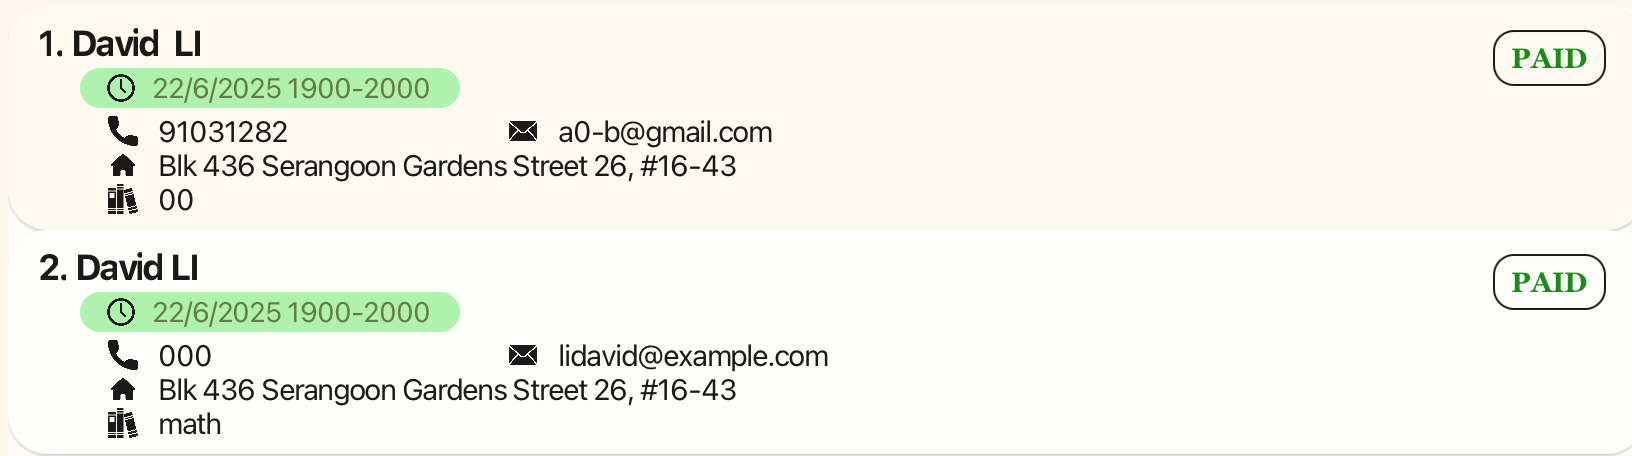 1. David  LI
PAID
22/6/2025 1900-2000
91031282 a0-b@gmail.com
Blk 436 Serangoon Gardens Street 26, #16-43
00
2. David LI
PAID
22/6/2025 1900-2000
000 lidavid@example.com
Blk 436 Serangoon Gardens Street 26, #16-43
math